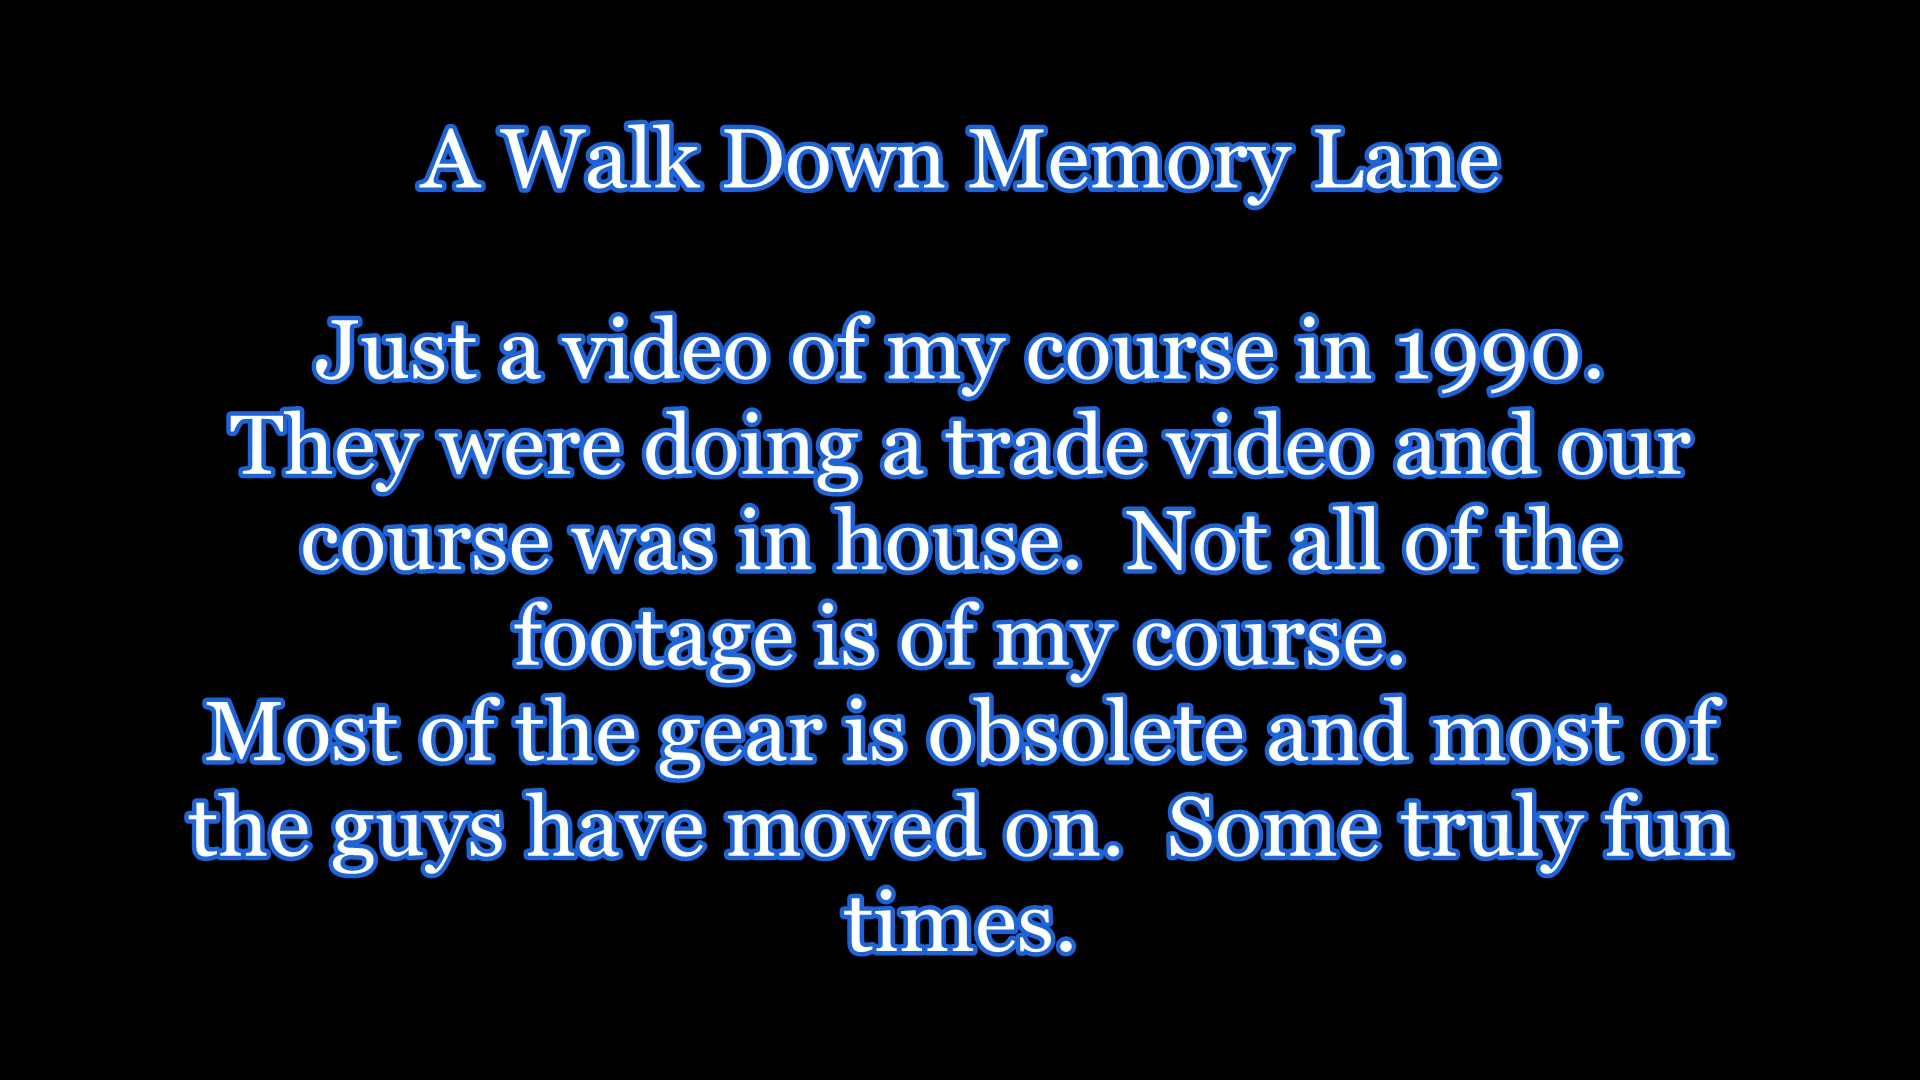 A Walk Down Memory Lane
Just a video of my course in 1990.
They were doing a trade video and our
course was in house.  Not all of the
footage is of my course.
Most of the gear is obsolete and most of
the guys have moved on.  Some truly fun
times.